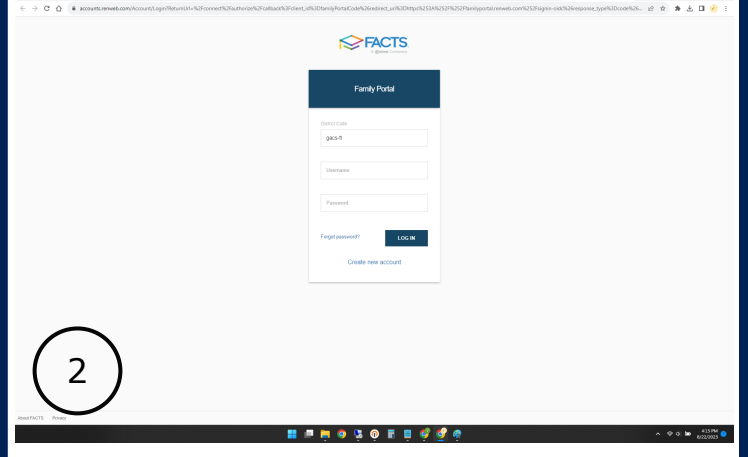 accounts.renweb.com/Account/Login?ReturnUrl=%2Fconnect%2Fauthorize%2Fcallback%3Fclient_id%3DfamilyPortalCode%26redirect_uri%3Dhttps%253A%252F%252Ffamilyportal.renweb.com%252Fsignin-oidc%26response_type%3Dcode%26...
FACTS
Family Portal
District Code
gacs-fl
Username
Password
Forgot password?
LOG IN
Create new account
2
About FACTS Privacy
4:15 PM
8/22/2023